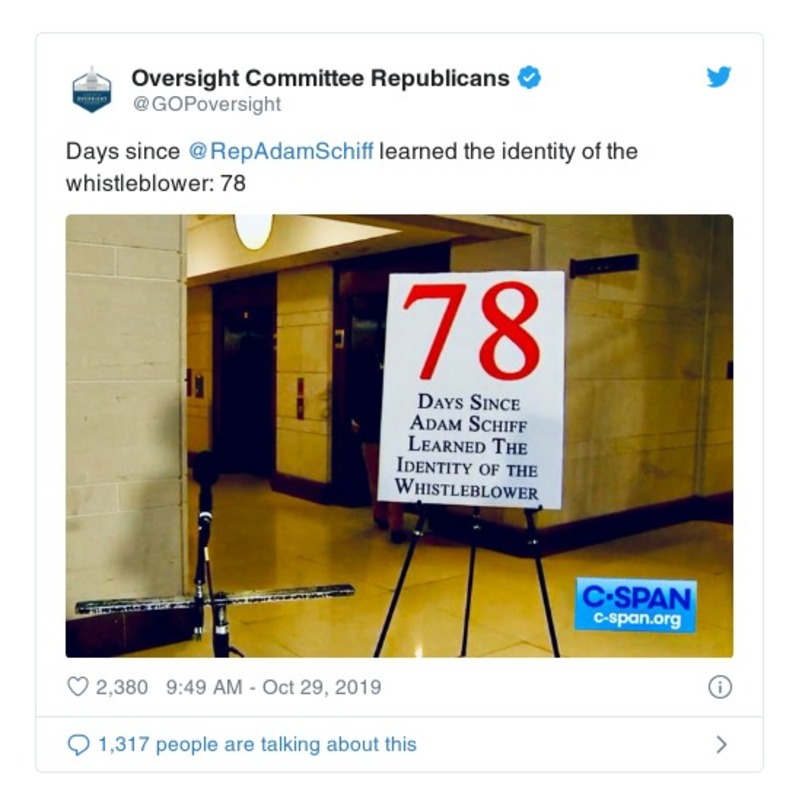 Oversight Committee Republicans
@GOPoversight
Days since @RepAdamSchiff learned the identity of the
whistleblower: 78
78
DAYS SINCE
ADAM SCHIFF
LEARNED THE
IDENTITY OF THE
WHISTLEBLOWER
C-SPAN
c-span.org
2,380 9:49 AM - Oct 29, 2019
1,317 people are talking about this